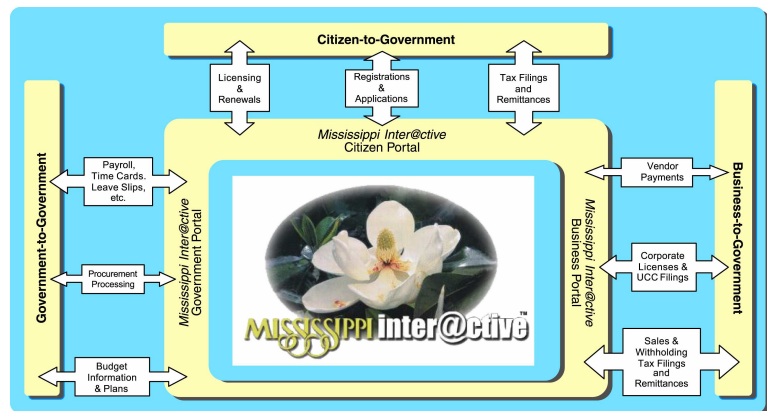 Citizen-to-Government
Licensing
&
Renewals
Registrations
&
Applications
Tax Filings
and
Remittances
Mississippi Inter@ctive
Citizen Portal
Government-to-Government
Payroll,
Time Cards.
Leave Slips,
etc.
Procurement
Processing
Budget
Information
& Plans
Mississippi Inter@ctive
Government Portal
MISSISSIPPI inter@ctive™
Mississippi Inter@ctive
Business Portal
Vendor
Payments
Corporate
Licenses &
UCC Filings
Sales &
Withholding
Tax Filings
and
Remittances
Business-to-Government